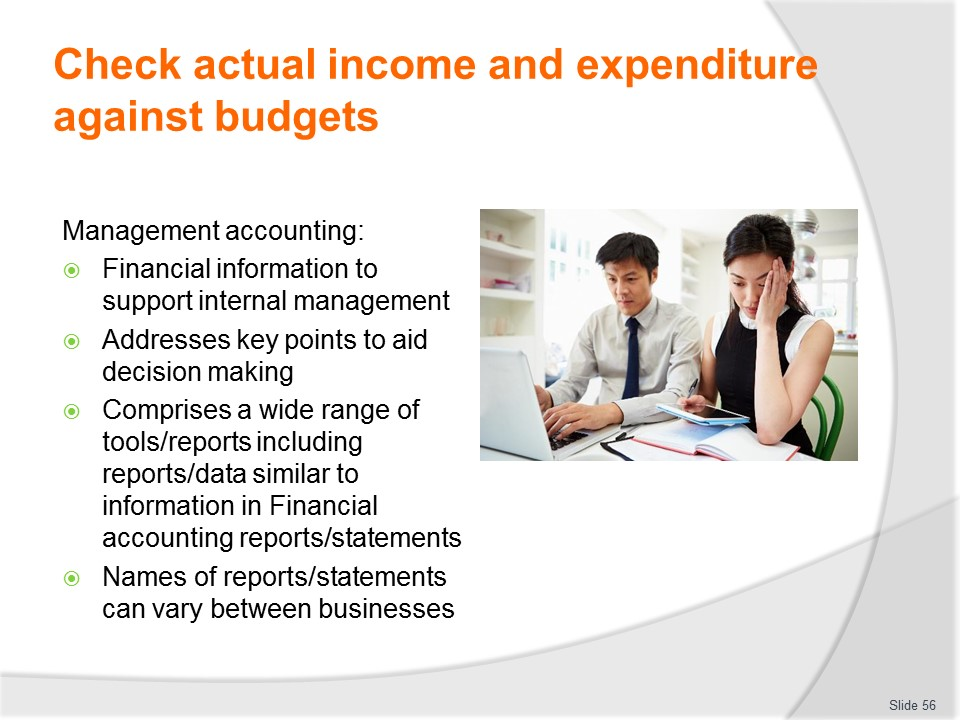 Check actual income and expenditure
against budgets
Management accounting:
Financial information to
support internal management
Addresses key points to aid
decision making
Comprises a wide range of
tools/reports including
reports/data similar to
information in Financial
accounting reports/statements
Names of reports/statements
can vary between businesses
Slide 56